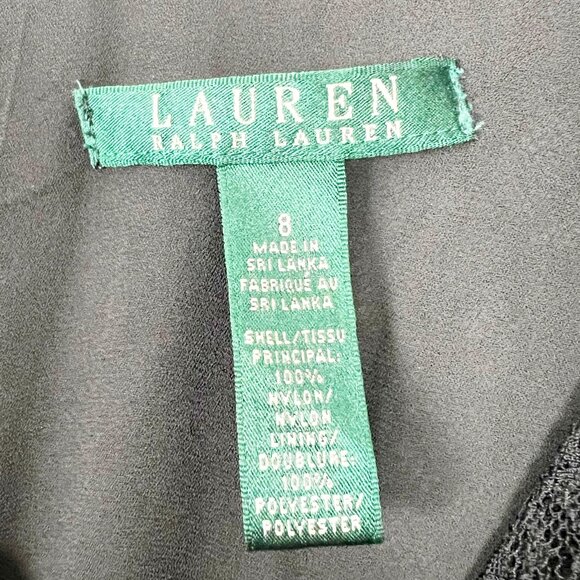 LAUREN
RALPH LAUREN
8
MADE IN
SRI LANKA
FABRIQUÉ AU
SRI LANKA
SHELL/TISSU
PRINCIPAL:
100%
NYLON/
NYLON
LINING/
DOUBLURE:
100%
POLYESTER/
POLYESTER